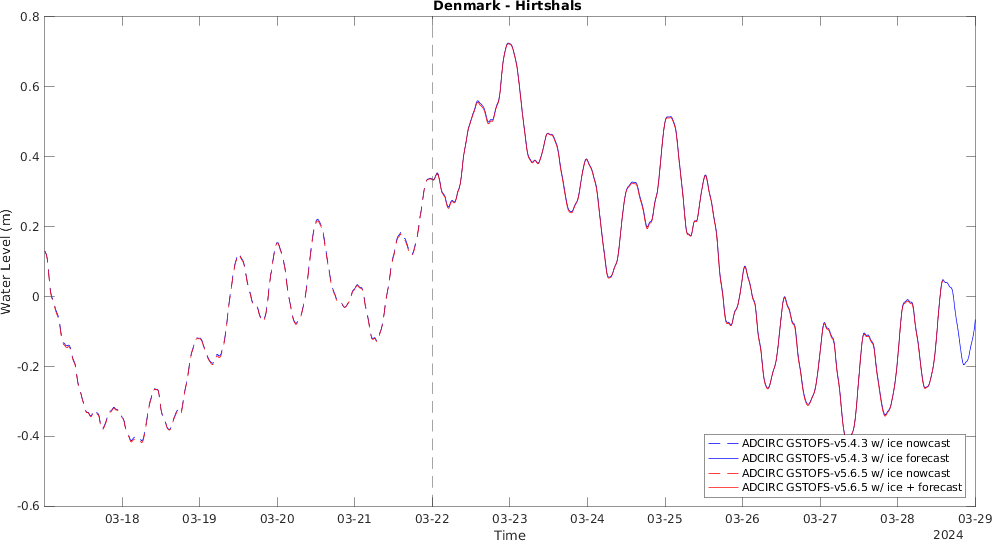 Denmark - Hirtshals
0.8
0.6
0.4
0.2
0
-0.2
-0.4
-0.6
Water Level (m)
ADCIRC GSTOFS-v5.4.3 w/ ice nowcast
ADCIRC GSTOFS-v5.4.3 w/ ice forecast
ADCIRC GSTOFS-v5.6.5 w/ ice nowcast
ADCIRC GSTOFS-v5.6.5 w/ ice + forecast
03-18 03-19 03-20 03-21 03-22 03-23 03-24 03-25 03-26 03-27 03-28 03-29
Time
2024